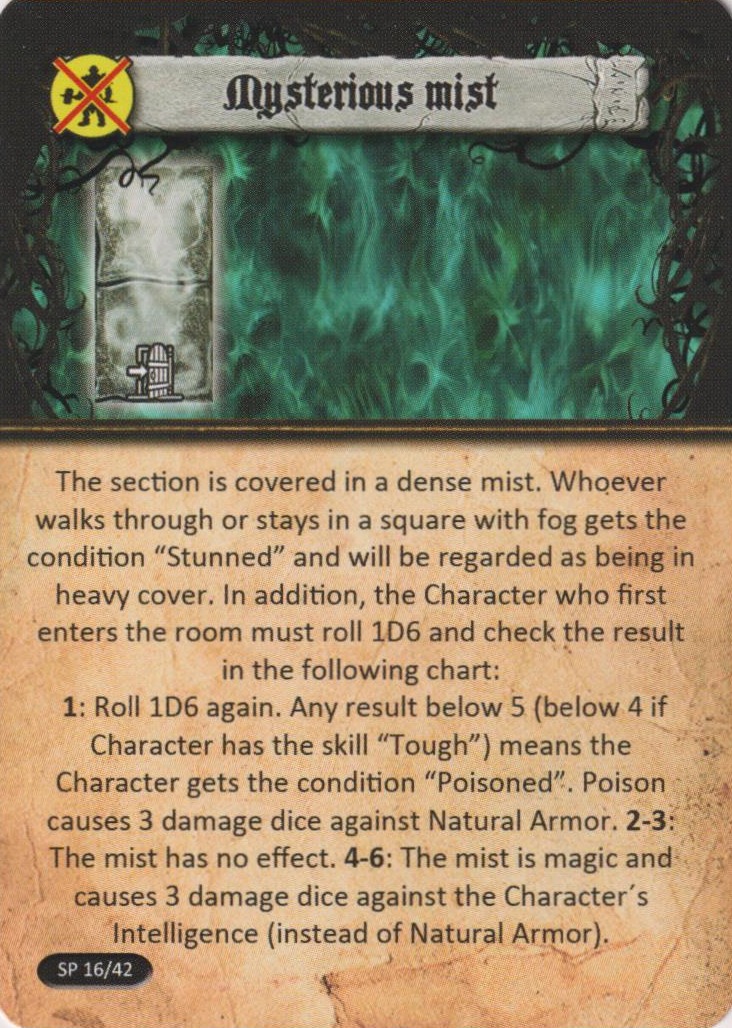 Mysterious mist
The section is covered in a dense mist. Whoever
walks through or stays in a square with fog gets the
condition “Stunned” and will be regarded as being in
heavy cover. In addition, the Character who first
enters the room must roll 1D6 and check the result
in the following chart:
1: Roll 1D6 again. Any result below 5 (below 4 if
Character has the skill “Tough”) means the
Character gets the condition “Poisoned”. Poison
causes 3 damage dice against Natural Armor. 2-3:
The mist has no effect. 4-6: The mist is magic and
causes 3 damage dice against the Character´s
Intelligence (instead of Natural Armor).
SP 16/42